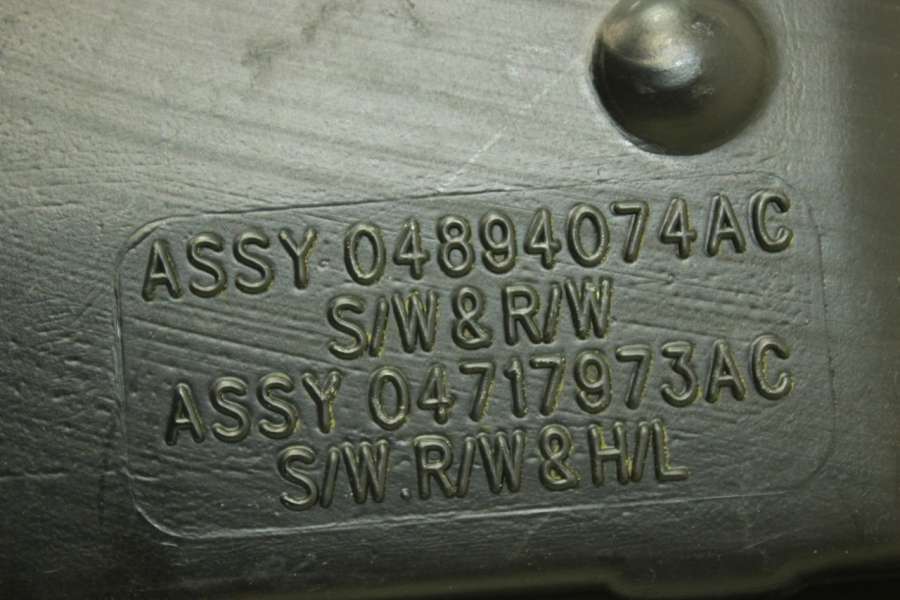 ASSY 04894074AC
S/W & R/W
ASSY 04717973AC
S/W R/W & H/L